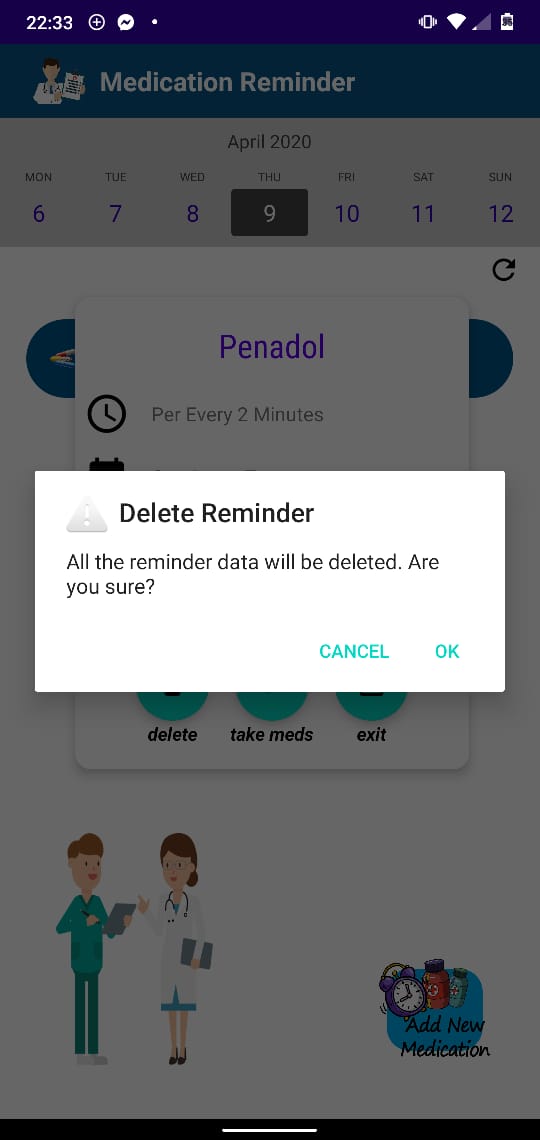 22:33
Medication Reminder
April 2020
MON TUE WED THU FRI SAT SUN
6 7 8 9 10 11 12
Penadol
Per Every 2 Minutes
Delete Reminder
All the reminder data will be deleted. Are
you sure?
CANCEL OK
delete take meds exit
Add New
Medication